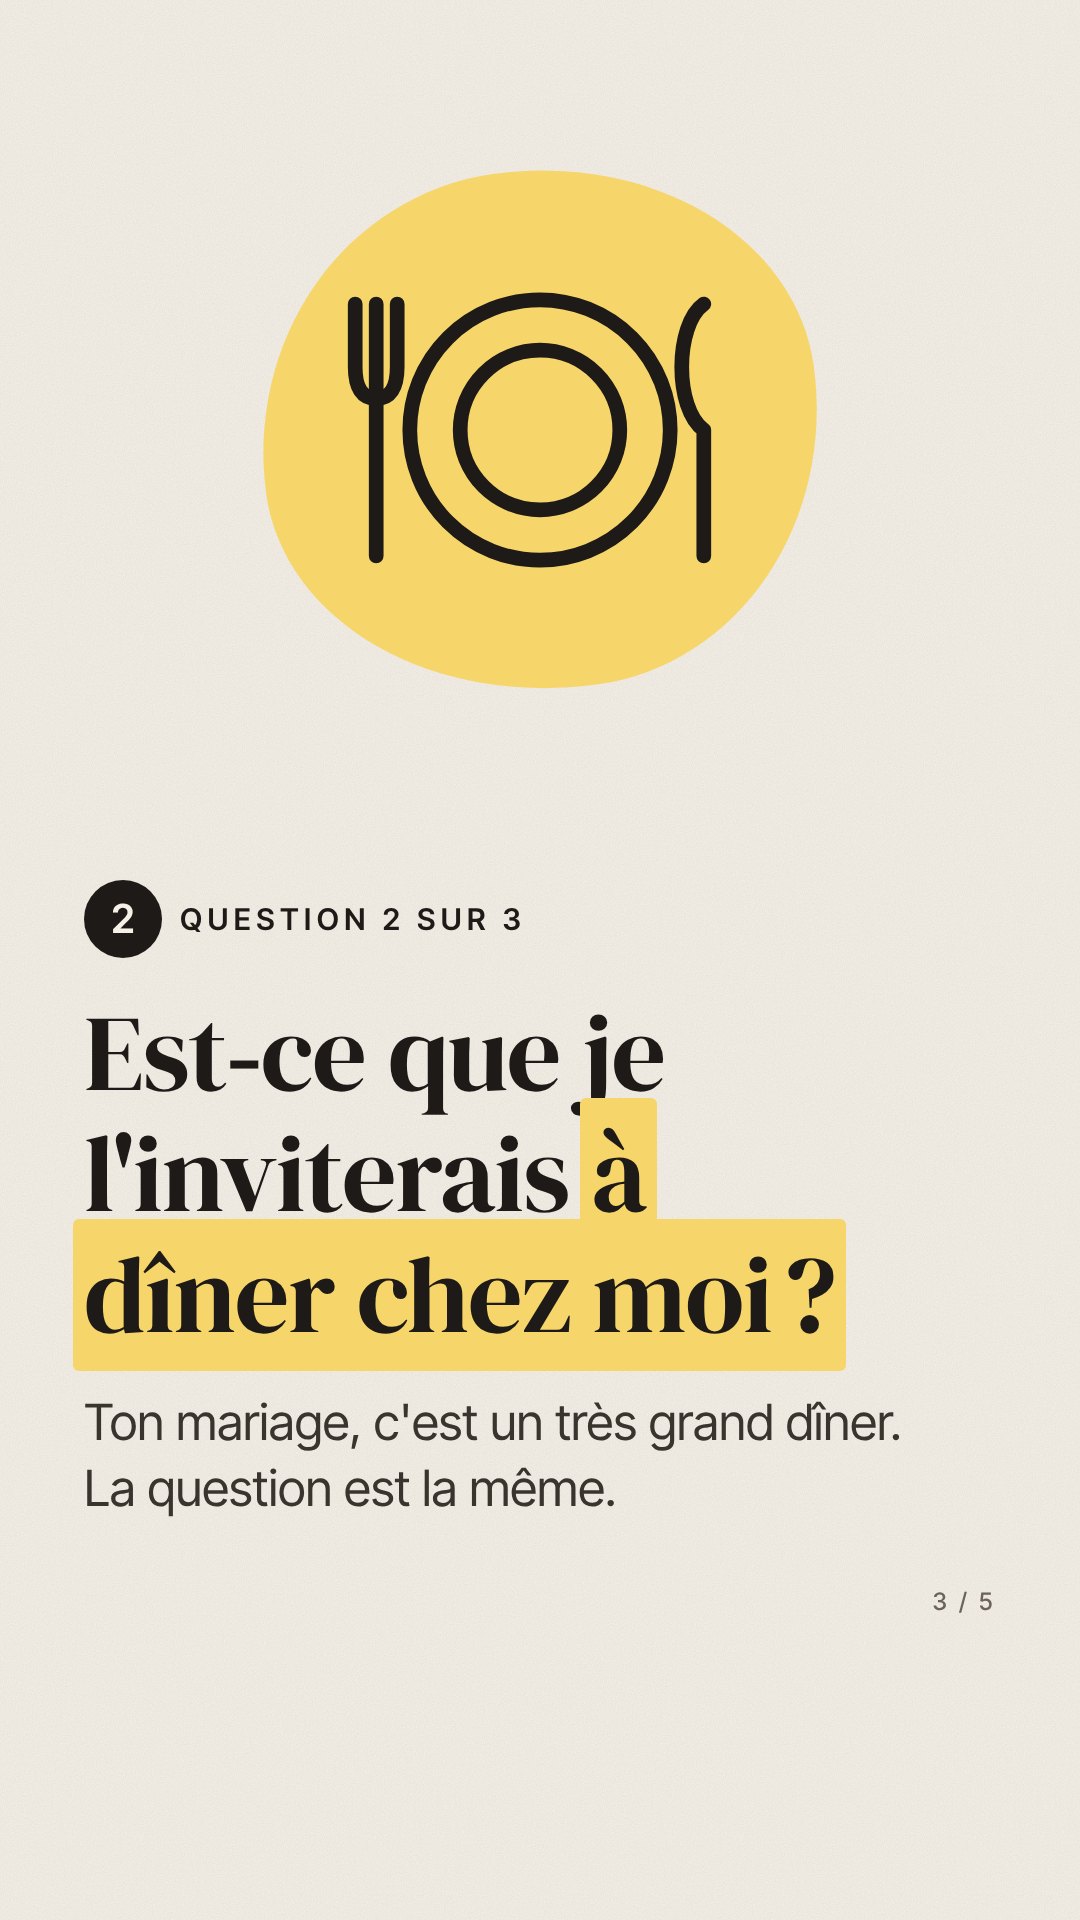 2 QUESTION 2 SUR 3
Est-ce que je
l'inviterais à
dîner chez moi ?
Ton mariage, c'est un très grand dîner.
La question est la même.
3 / 5